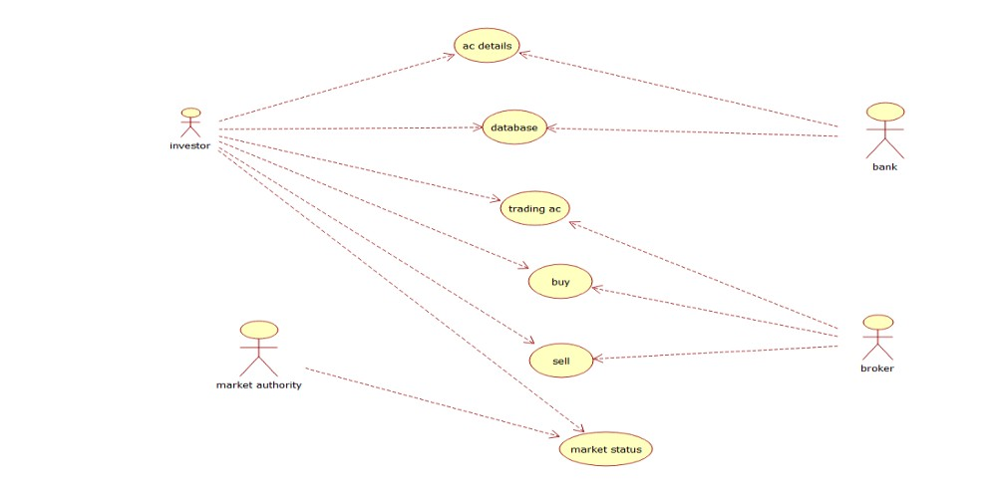 ac details
database
investor
bank
trading ac
buy
sell
broker
market authority
market status